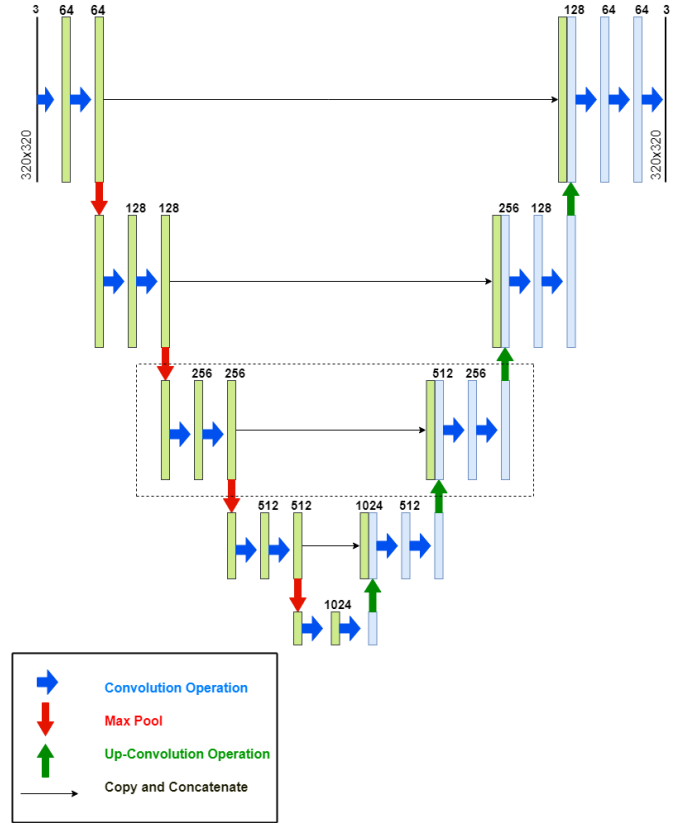 3 64 64 128 64 64 3
320x320 320x320
128 128 256 128
256 256 512 256
512 512 1024 512
1024
Convolution Operation
Max Pool
Up-Convolution Operation
Copy and Concatenate